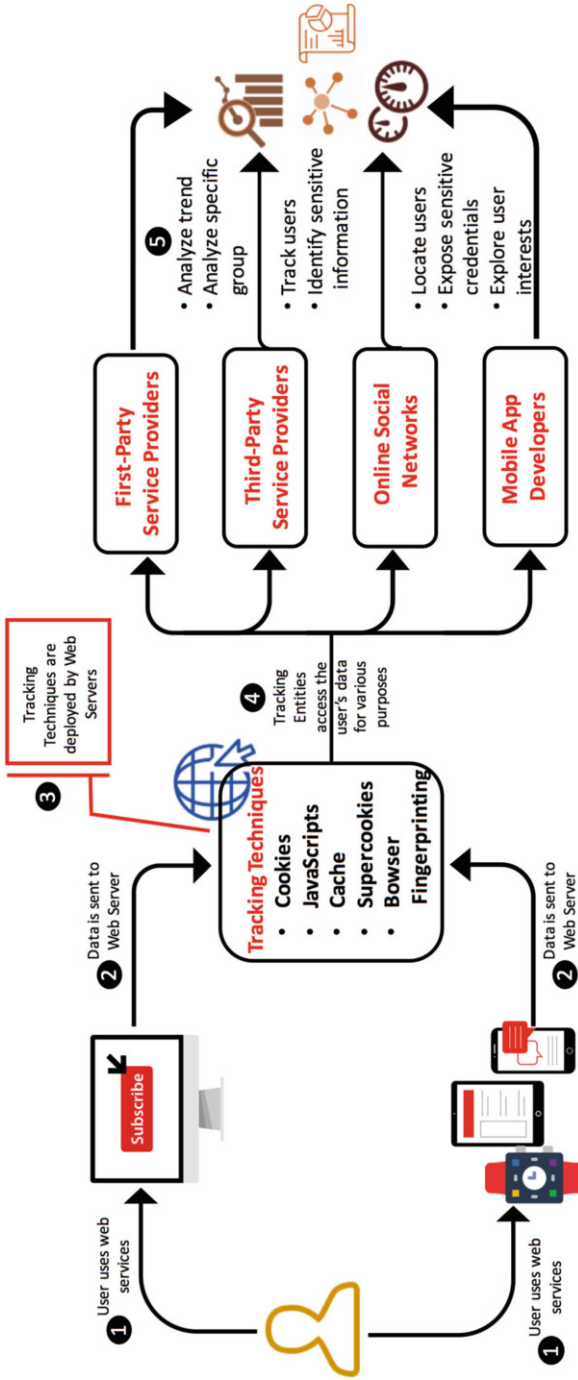 1
User uses web
services
Subscribe
2
Data is sent to
Web Server
1
User uses web
services
2
Data is sent to
Web Server
3
Tracking
Techniques are
deployed by Web
Servers
Tracking Techniques
• Cookies
• JavaScripts
• Cache
• Supercookies
• Bowser
Fingerprinting
4
Tracking
Entities
access the
user's data
for various
purposes
First-Party
Service Providers
Third-Party
Service Providers
Online Social
Networks
Mobile App
Developers
5
• Analyze trend
• Analyze specific
group
• Track users
• Identify sensitive
information
• Locate users
• Expose sensitive
credentials
• Explore user
interests